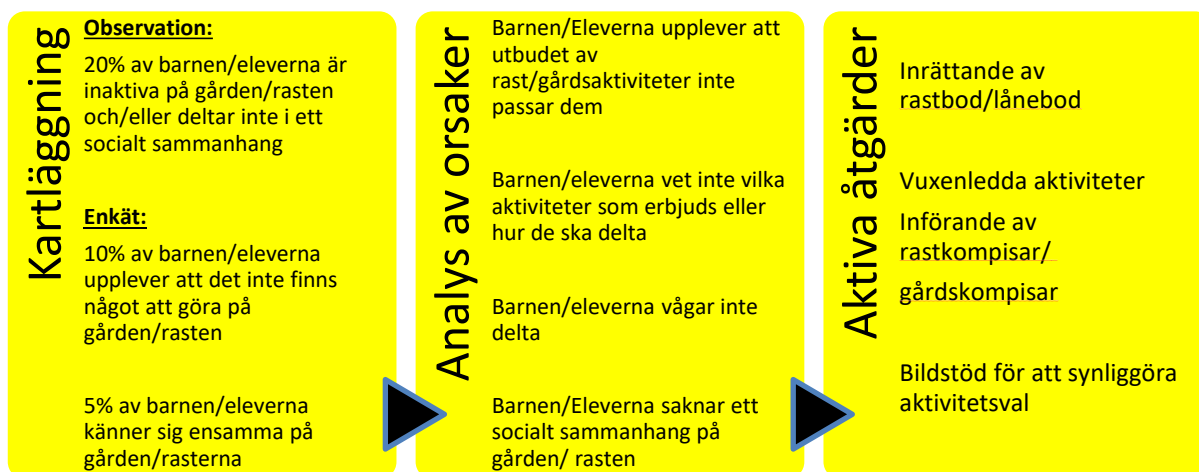 Kartläggning
Observation:
20% av barnen/eleverna är
inaktiva på gården/rasten
och/eller deltar inte i ett
socialt sammanhang
Enkät:
10% av barnen/eleverna
upplever att det inte finns
något att göra på
gården/rasten
5% av barnen/eleverna
känner sig ensamma på
gården/rasterna
Analys av orsaker
Barnen/Eleverna upplever att
utbudet av
rast/gårdsaktiviteter inte
passar dem
Barnen/eleverna vet inte vilka
aktiviteter som erbjuds eller
hur de ska delta
Barnen/eleverna vågar inte
delta
Barnen/Eleverna saknar ett
socialt sammanhang på
gården/ rasten
Aktiva åtgärder
Inrättande av
rastbod/lånebod
Vuxenledda aktiviteter
Införande av
rastkompisar/
gårdskompisar
Bildstöd för att synliggöra
aktivitetsval